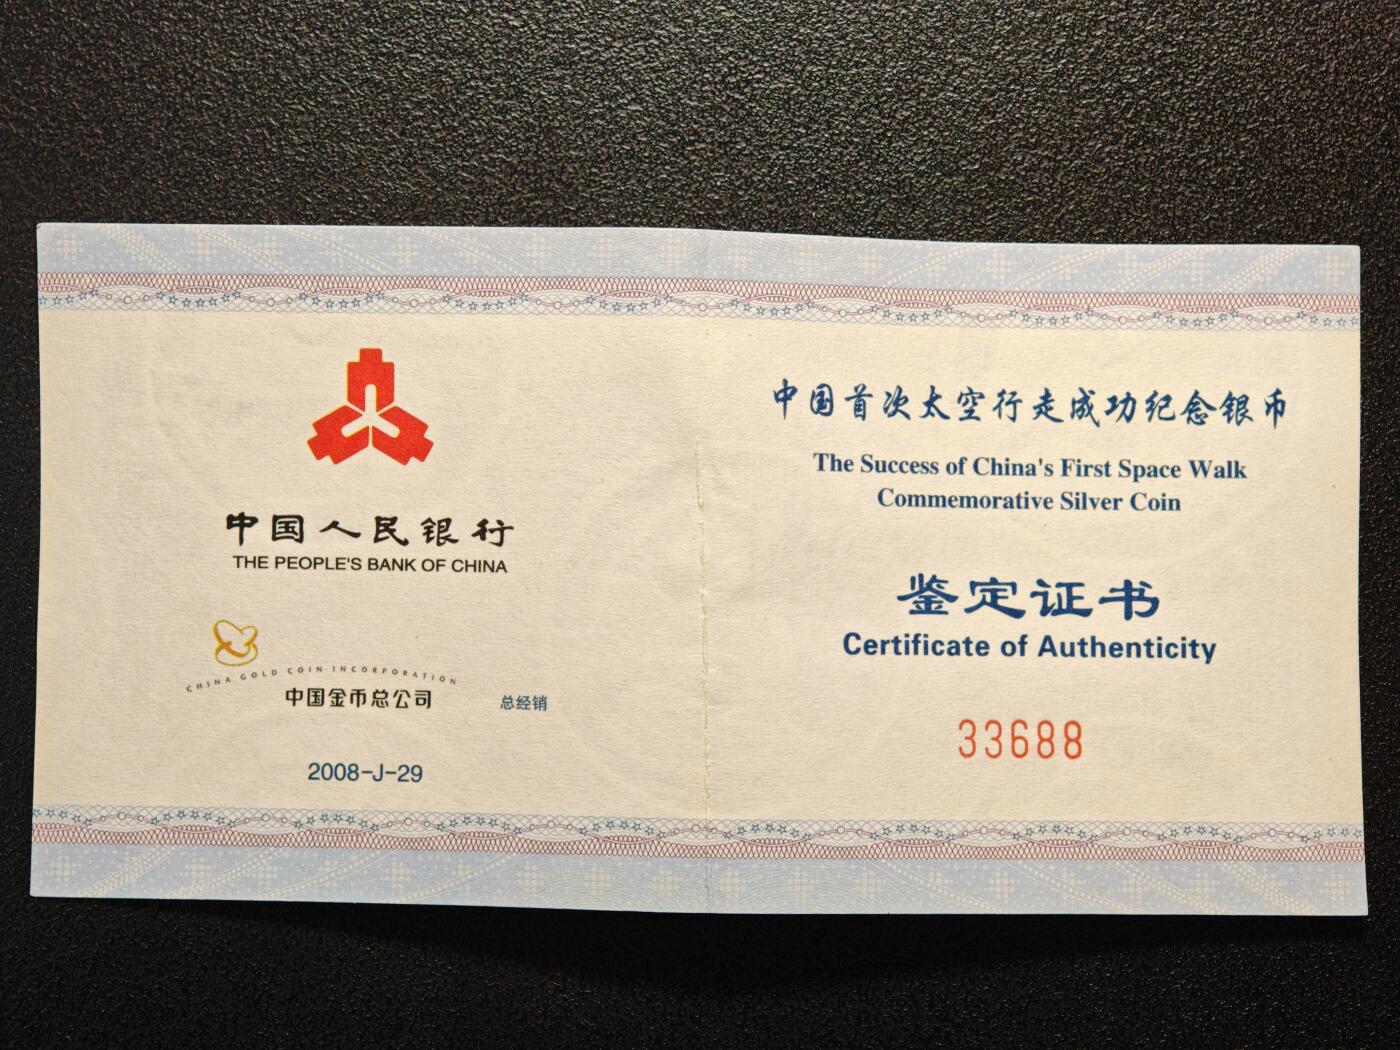 中国人民银行
THE PEOPLE'S BANK OF CHINA
CHINA GOLD COIN INCORPORATION
中国金币总公司 总经销
2008-J-29
中国首次太空行走成功纪念银币
The Success of China's First Space Walk
Commemorative Silver Coin
鉴定证书
Certificate of Authenticity
33688